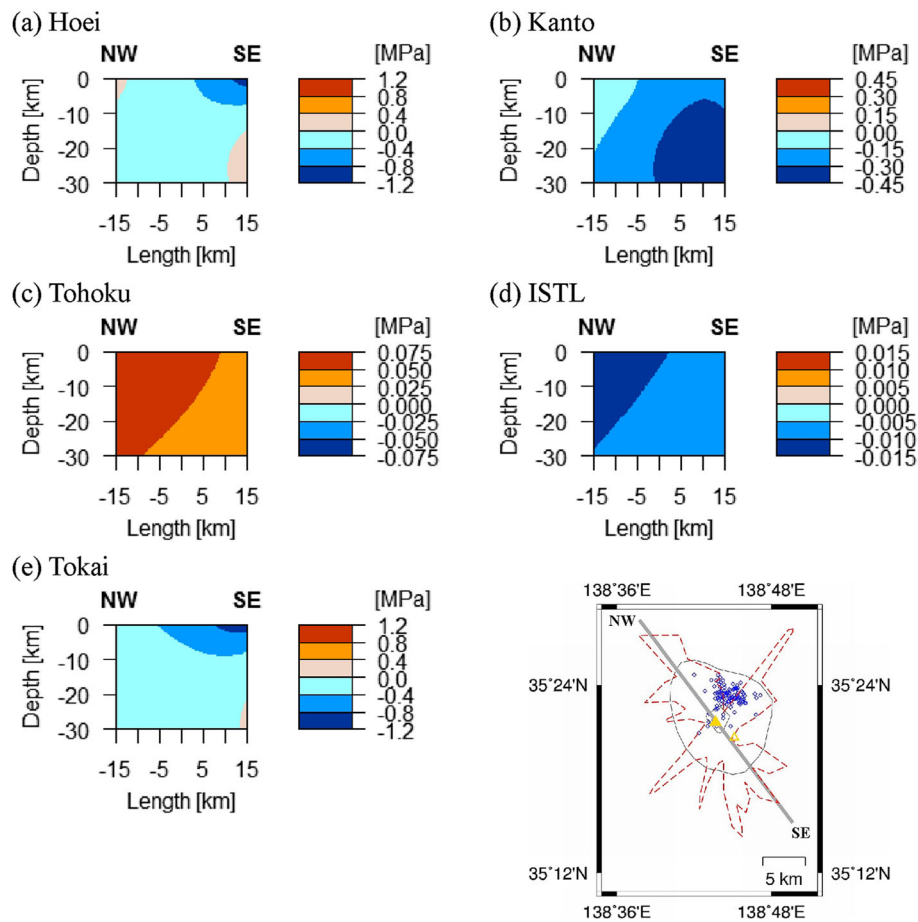 (a) Hoei
NW SE [MPa]
0 1.2
0.8
-10 0.4
0.0
-20 -0.4
-0.8
-30 -1.2
Depth [km]
-15 -5 5 15
Length [km]
(b) Kanto
NW SE [MPa]
0 0.45
0.30
-10 0.15
0.00
-20 -0.15
-0.30
-30 -0.45
Depth [km]
-15 -5 5 15
Length [km]
(c) Tohoku
NW SE [MPa]
0 0.075
0.050
-10 0.025
0.000
-20 -0.025
-0.050
-30 -0.075
Depth [km]
-15 -5 5 15
Length [km]
(d) ISTL
NW SE [MPa]
0 0.015
0.010
-10 0.005
0.000
-20 -0.005
-0.010
-30 -0.015
Depth [km]
-15 -5 5 15
Length [km]
(e) Tokai
NW SE [MPa]
0 1.2
0.8
-10 0.4
0.0
-20 -0.4
-0.8
-30 -1.2
Depth [km]
-15 -5 5 15
Length [km]
138°36'E 138°48'E
NW
35°24'N 35°24'N
SE
35°12'N 35°12'N
5 km
138°36'E 138°48'E